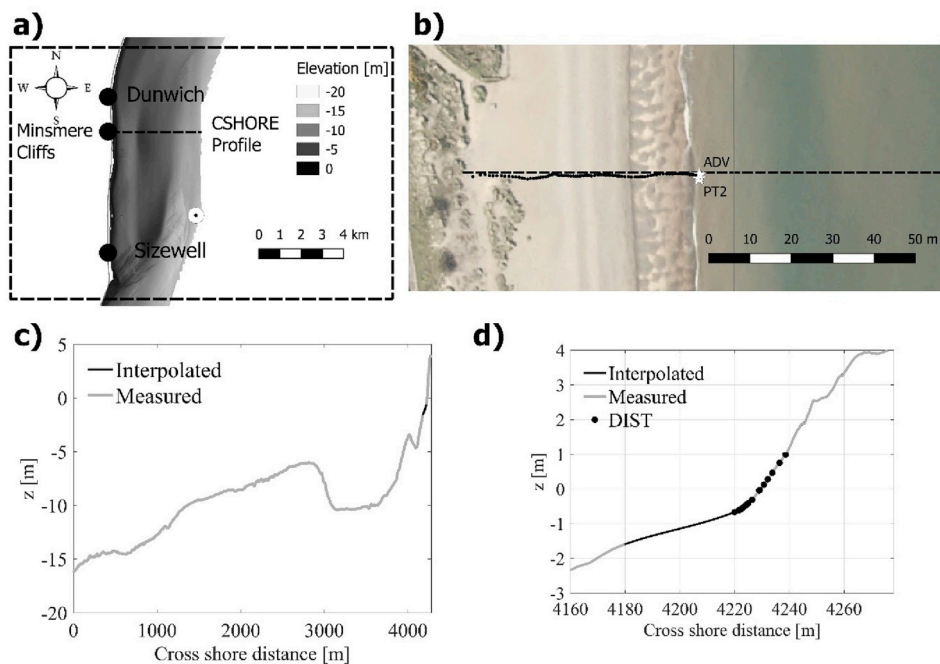 a)
N
W E
S
Dunwich
Minsmere
Cliffs
CSHORE
Profile
Sizewell
Elevation [m]
-20
-15
-10
-5
0
0 1 2 3 4 km
b)
ADV
PT2
0 10 20 30 40 50 m
c)
Interpolated
Measured
5
0
-5
-10
-15
-20
z [m]
0 1000 2000 3000 4000
Cross shore distance [m]
d)
Interpolated
Measured
DIST
4
3
2
1
0
-1
-2
-3
z [m]
4160 4180 4200 4220 4240 4260
Cross shore distance [m]